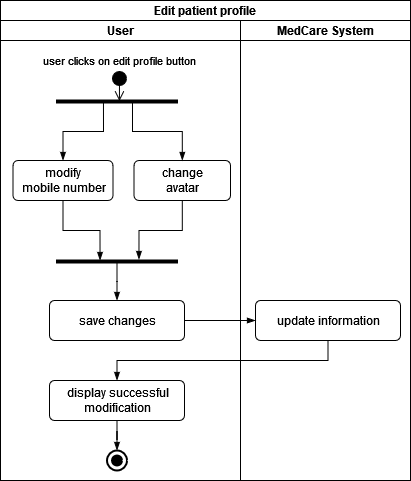 Edit patient profile
User
MedCare System
user clicks on edit profile button
modify
mobile number
change
avatar
save changes
update information
display successful
modification